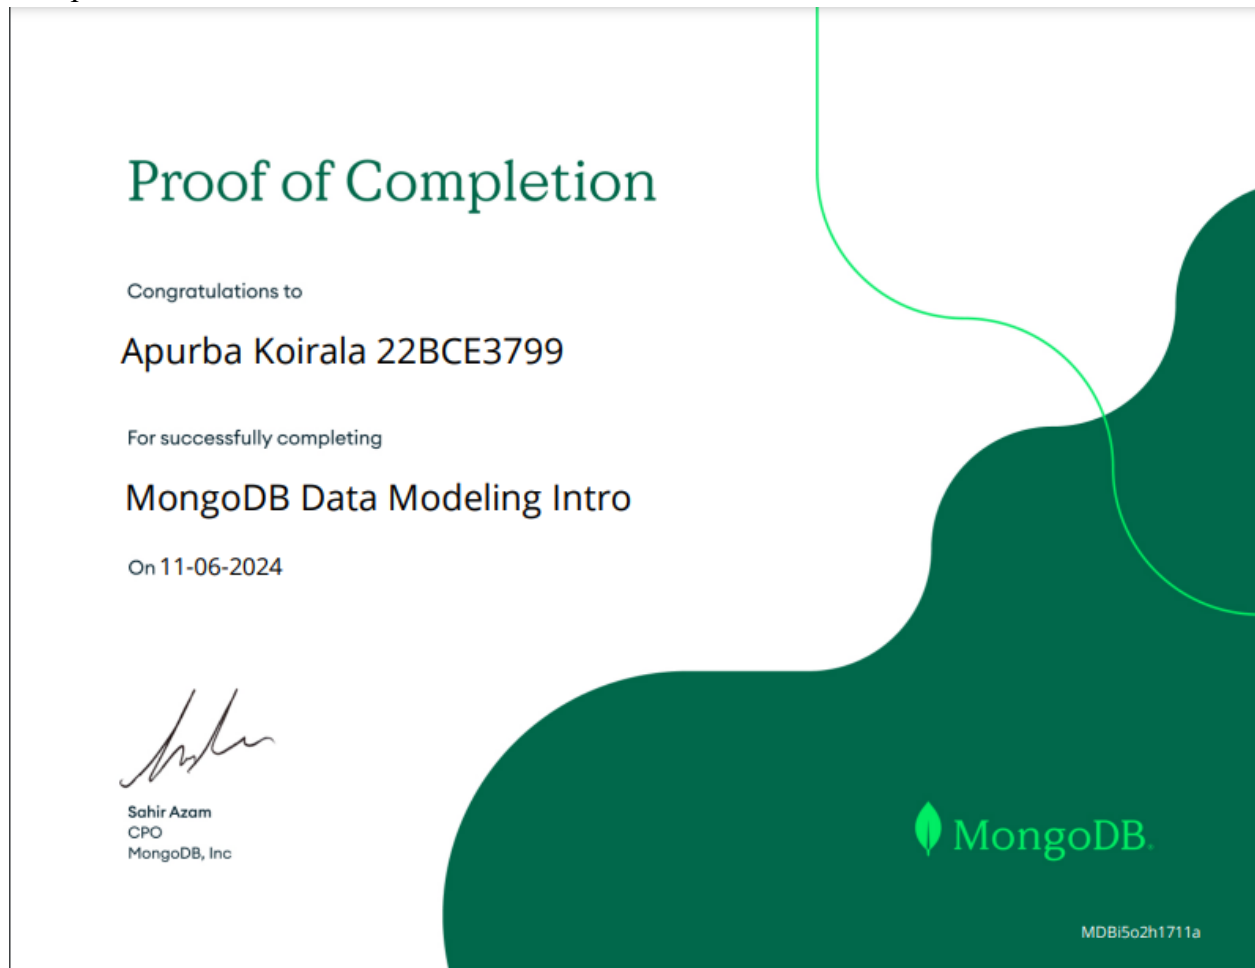 Proof of Completion
Congratulations to
Apurba Koirala 22BCE3799
For successfully completing
MongoDB Data Modeling Intro
On 11-06-2024
Sahir Azam
CPO
MongoDB, Inc
MongoDB.
MDBi5o2h1711a